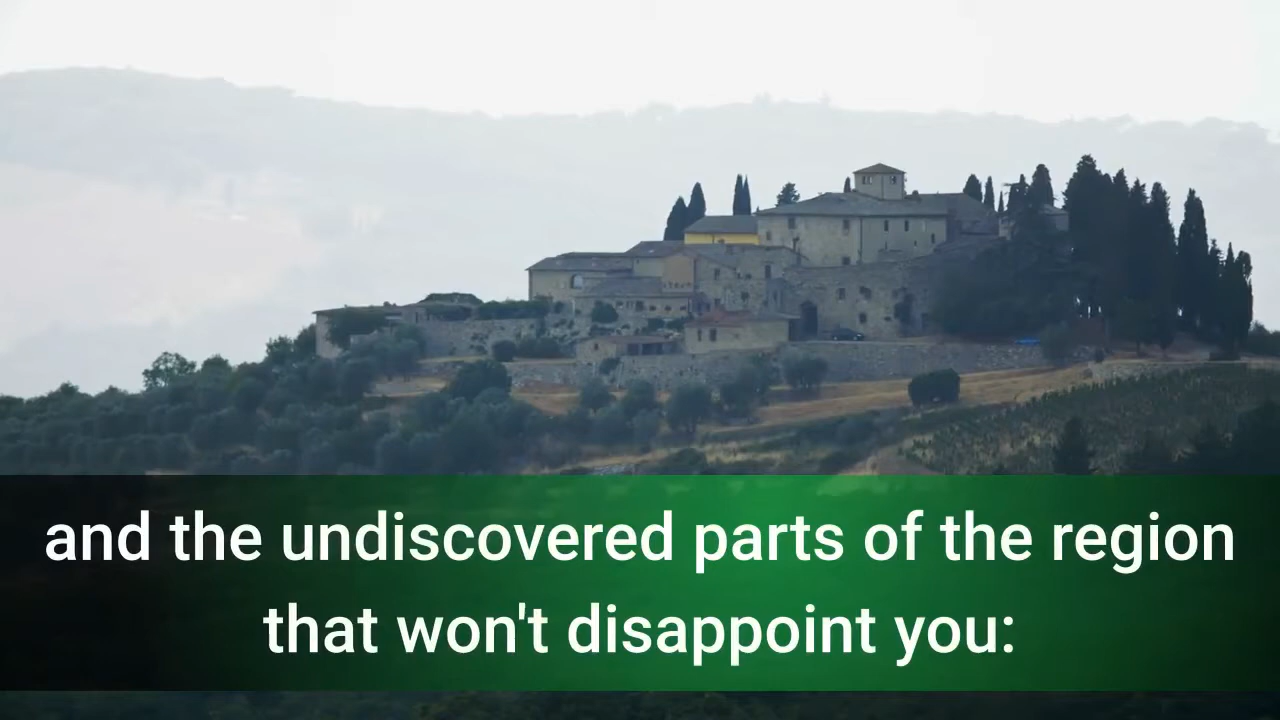 and the undiscovered parts of the region
that won't disappoint you: